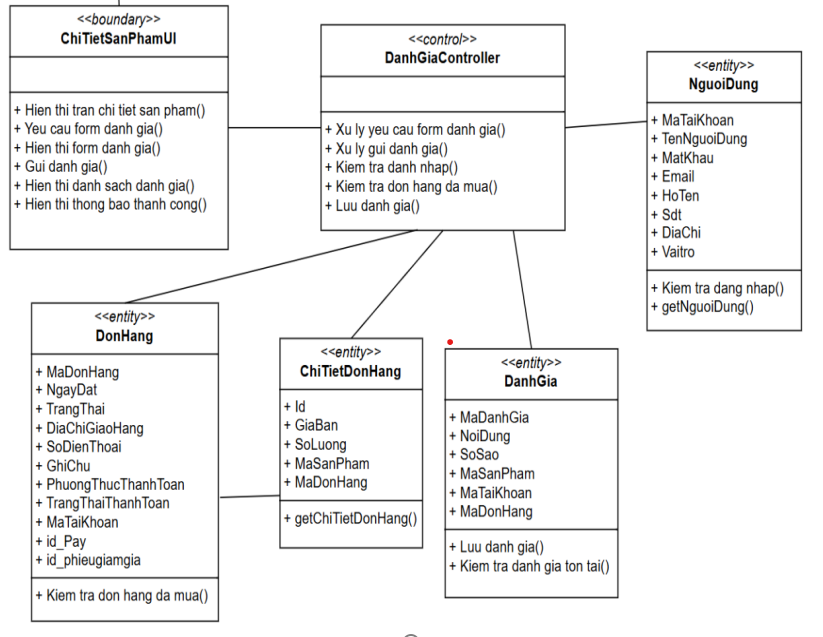 <<boundary>>
ChiTietSanPhamUI
+ Hien thi tran chi tiet san pham()
+ Yeu cau form danh gia()
+ Hien thi form danh gia()
+ Gui danh gia()
+ Hien thi danh sach danh gia()
+ Hien thi thong bao thanh cong()
<<control>>
DanhGiaController
+ Xu ly yeu cau form danh gia()
+ Xu ly gui danh gia()
+ Kiem tra danh nhap()
+ Kiem tra don hang da mua()
+ Luu danh gia()
<<entity>>
NguoiDung
+ MaTaiKhoan
+ TenNguoiDung
+ MatKhau
+ Email
+ HoTen
+ Sdt
+ DiaChi
+ Vaitro
+ Kiem tra dang nhap()
+ getNguoiDung()
<<entity>>
DonHang
+ MaDonHang
+ NgayDat
+ TrangThai
+ DiaChiGiaoHang
+ SoDienThoai
+ GhiChu
+ PhuongThucThanhToan
+ TrangThaiThanhToan
+ MaTaiKhoan
+ id_Pay
+ id_phieugiamgia
+ Kiem tra don hang da mua()
<<entity>>
ChiTietDonHang
+ Id
+ GiaBan
+ SoLuong
+ MaSanPham
+ MaDonHang
+ getChiTietDonHang()
<<entity>>
DanhGia
+ MaDanhGia
+ NoiDung
+ SoSao
+ MaSanPham
+ MaTaiKhoan
+ MaDonHang
+ Luu danh gia()
+ Kiem tra danh gia ton tai()